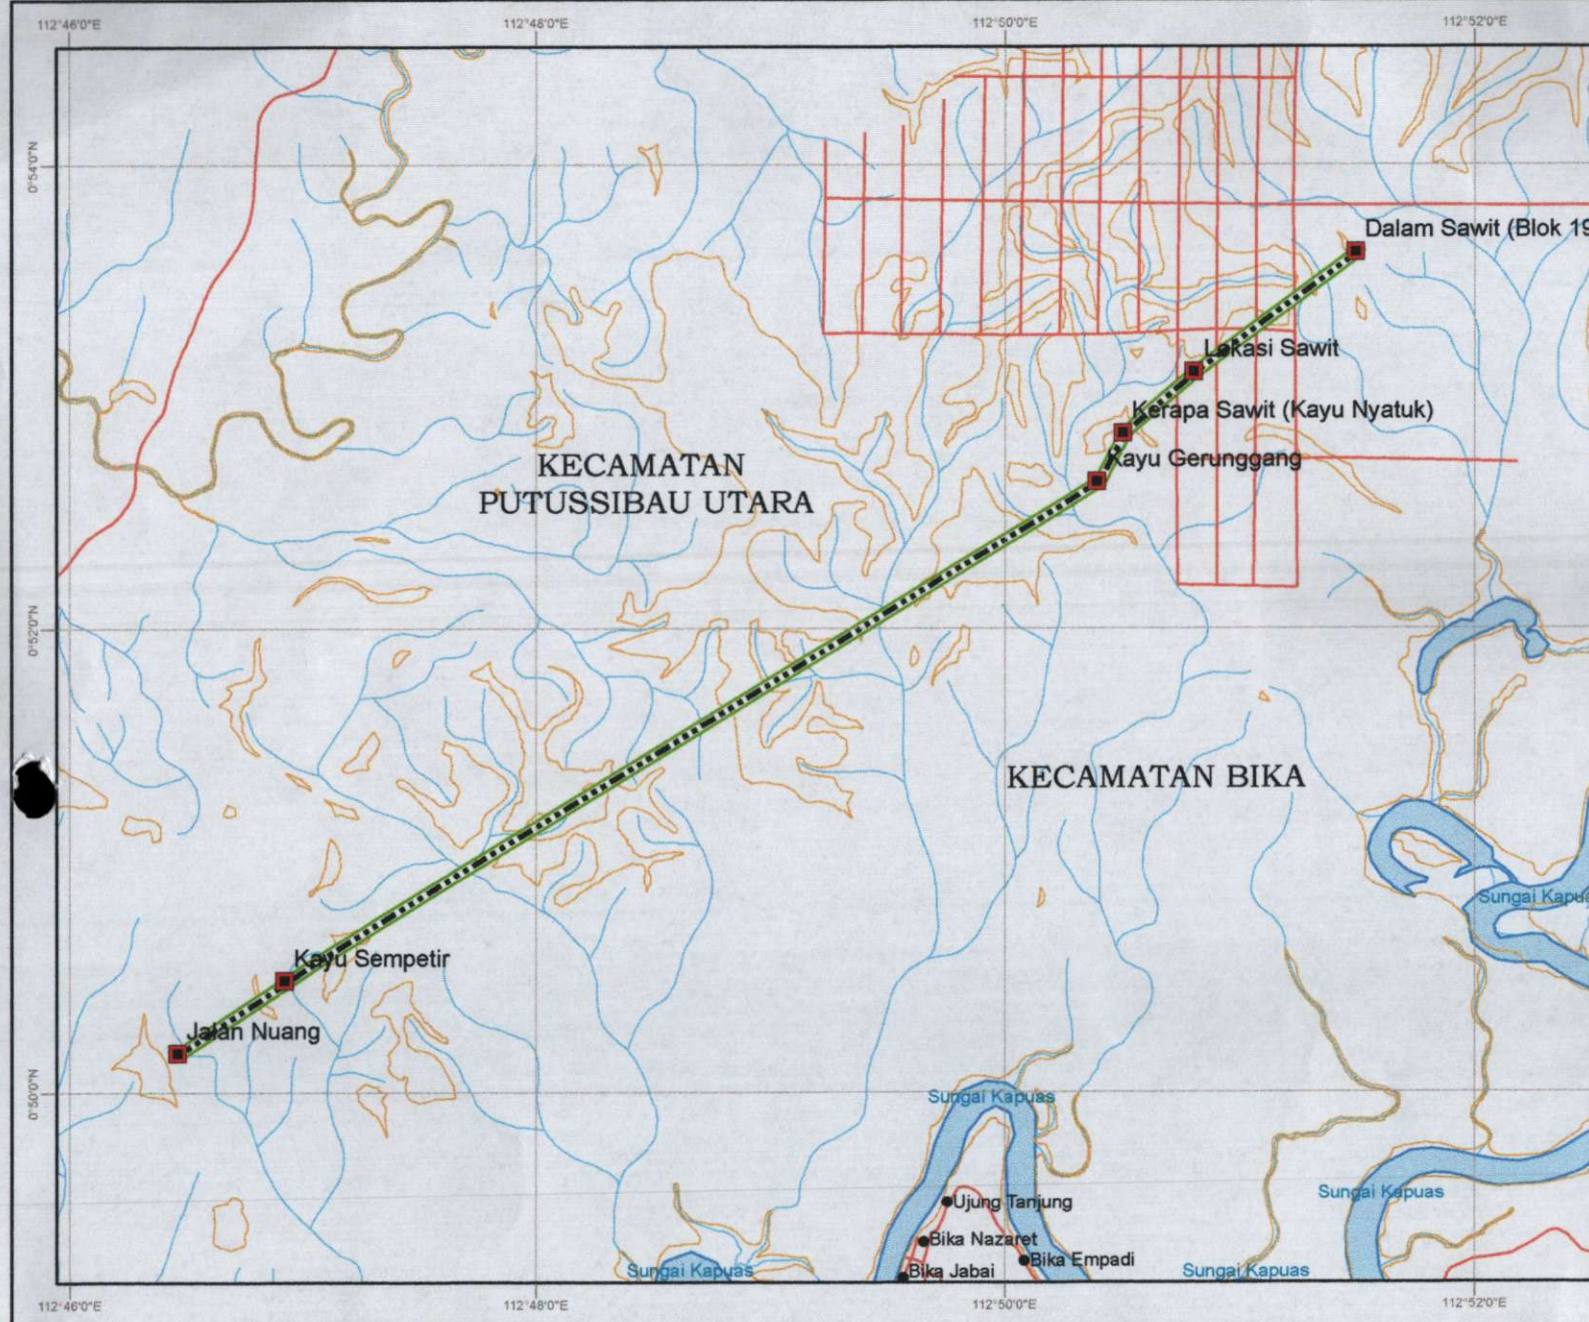 112°46'0"E
112°48'0"E
112°50'0"E
112°52'0"E
0°54'0"N
Dalam Sawit (Blok 19
Lokasi Sawit
Kerapa Sawit (Kayu Nyatuk)
Kayu Gerunggang
KECAMATAN
PUTUSSIBAU UTARA
0°52'0"N
KECAMATAN BIKA
Sungai Kapuas
Kayu Sempetir
Jalan Nuang
0°50'0"N
Sungai Kapuas
Sungai Kapuas
Ujung Tanjung
Bika Nazaret
Bika Empadi
Bika Jabai
Sungai Kapuas
Sungai Kapuas
112°46'0"E
112°48'0"E
112°50'0"E
112°52'0"E